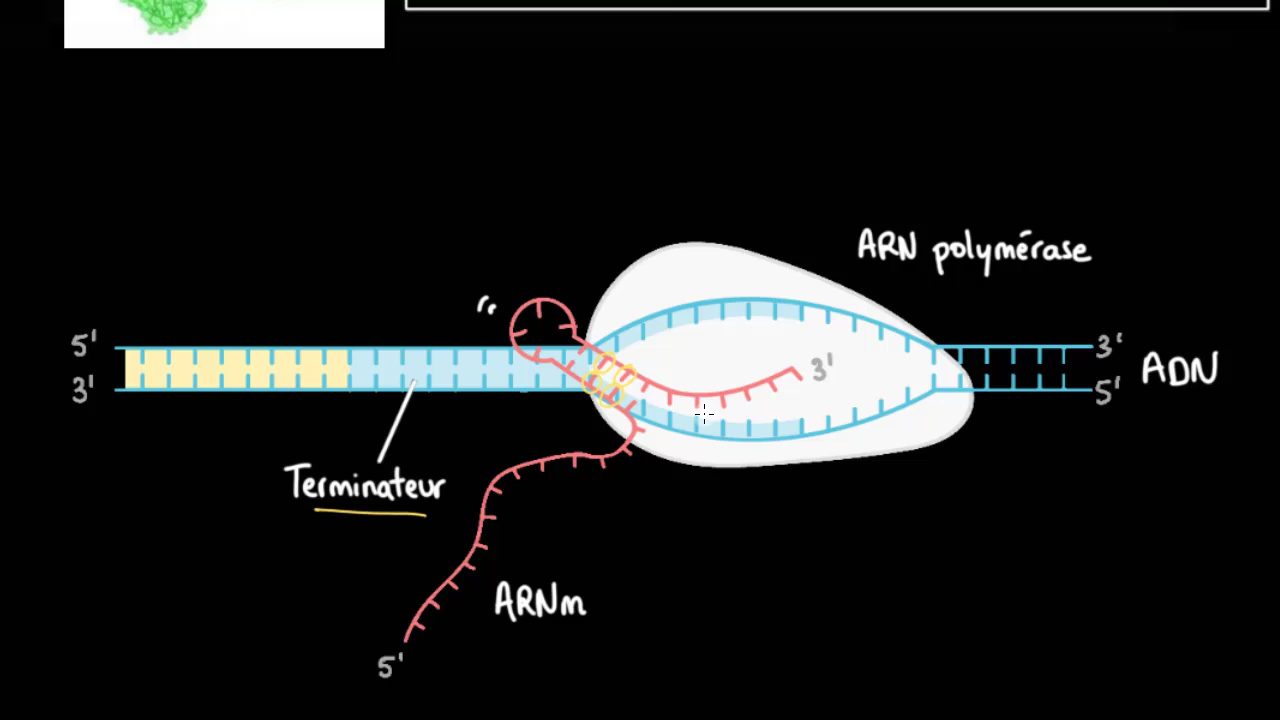 ARN polymérase
5' 3'
3' 5'
ADN
3'
Terminateur
ARNm
5'